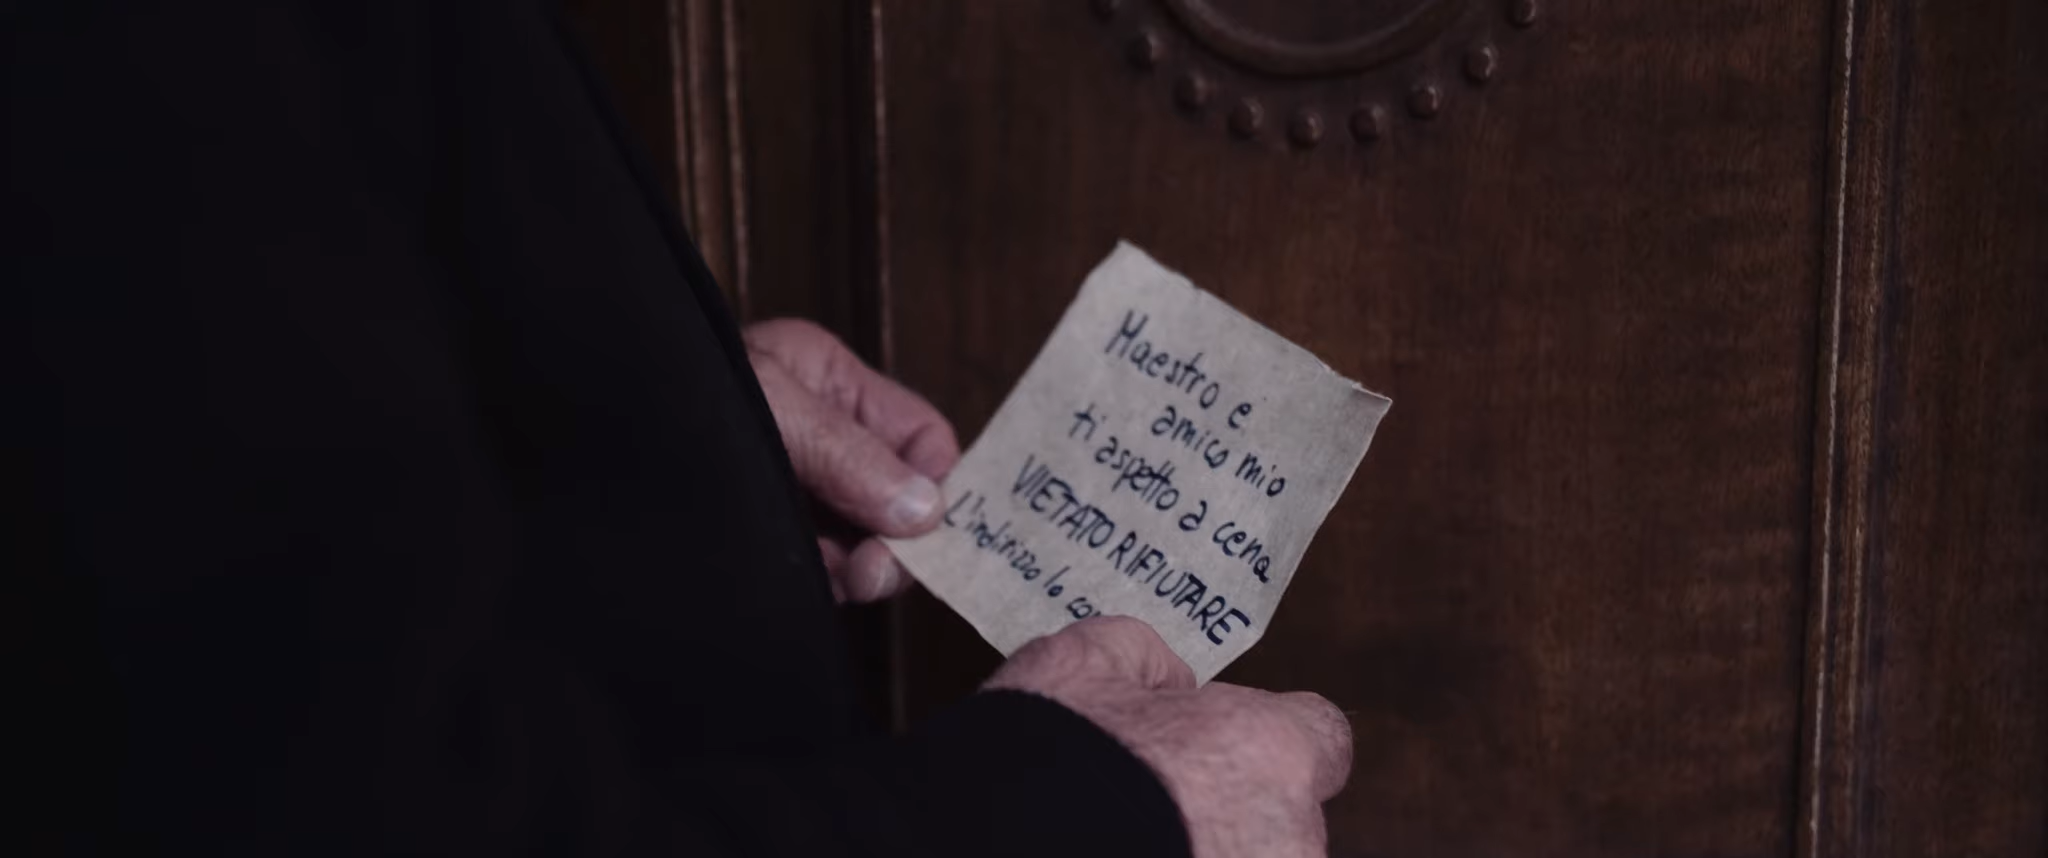 Maestro e
amico mio
ti aspetto a cena
VIETATO RIFIUTARE
L'indirizzo lo